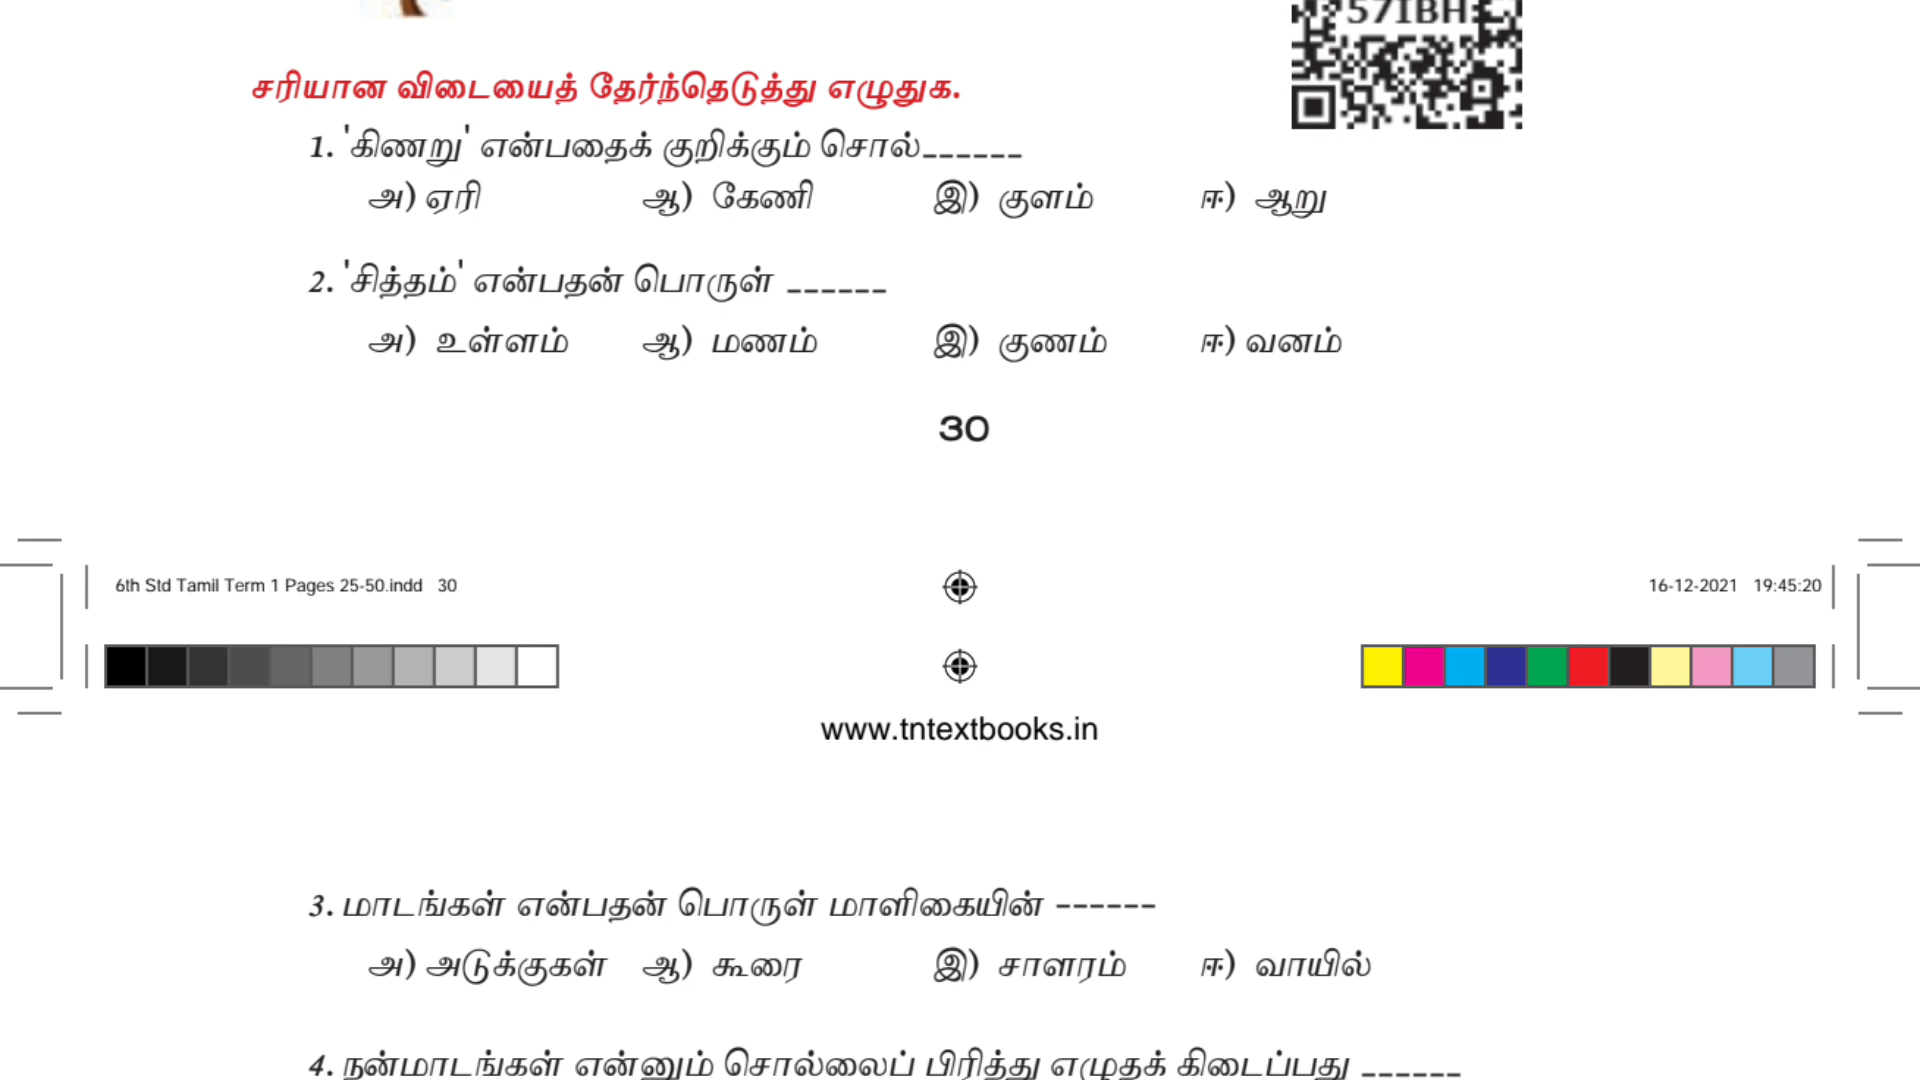 57IBH
சரியான விடையைத் தேர்ந்தெடுத்து எழுதுக.
1. 'கிணறு' என்பதைக் குறிக்கும் சொல்______
அ) ஏரி ஆ) கேணி இ) குளம் ஈ) ஆறு
2. 'சித்தம்' என்பதன் பொருள் ______
அ) உள்ளம் ஆ) மணம் இ) குணம் ஈ) வனம்
30
6th Std Tamil Term 1 Pages 25-50.indd 30 16-12-2021 19:45:20
www.tntextbooks.in
3. மாடங்கள் என்பதன் பொருள் மாளிகையின் ------
அ) அடுக்குகள் ஆ) கூரை இ) சாளரம் ஈ) வாயில்
4. நன்மாடங்கள் என்னும் சொல்லைப் பிரித்து எழுதக் கிடைப்பது ______